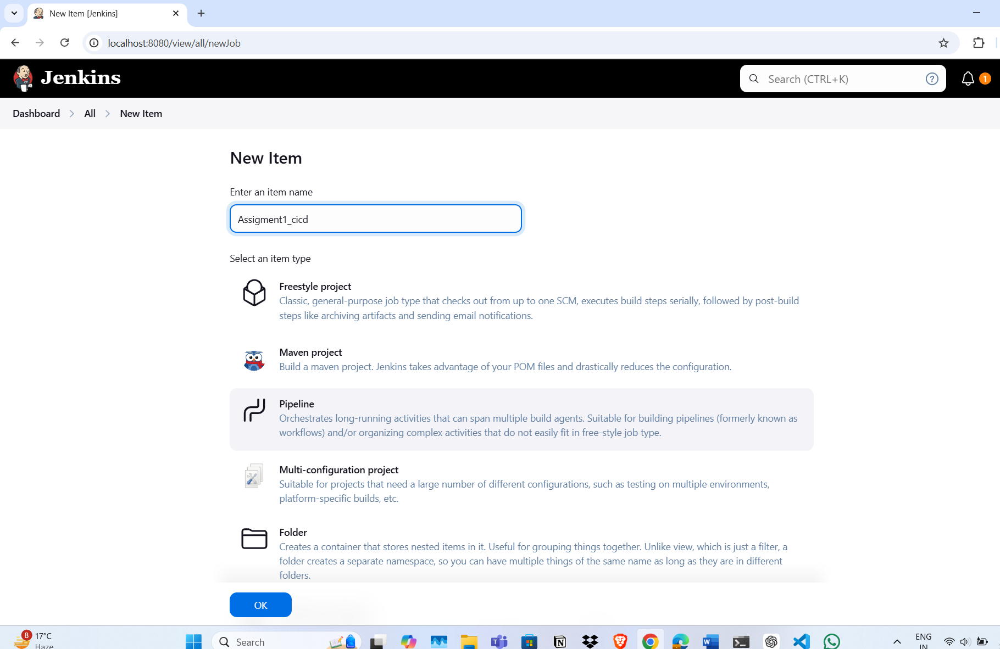 New Item [Jenkins]
localhost:8080/view/all/newJob
Jenkins
Search (CTRL+K)
?
1
Dashboard
All
New Item
New Item
Enter an item name
Assigment1_cicd
Select an item type
Freestyle project
Classic, general-purpose job type that checks out from up to one SCM, executes build steps serially, followed by post-build
steps like archiving artifacts and sending email notifications.
Maven project
Build a maven project. Jenkins takes advantage of your POM files and drastically reduces the configuration.
Pipeline
Orchestrates long-running activities that can span multiple build agents. Suitable for building pipelines (formerly known as
workflows) and/or organizing complex activities that do not easily fit in free-style job type.
Multi-configuration project
Suitable for projects that need a large number of different configurations, such as testing on multiple environments,
platform-specific builds, etc.
Folder
Creates a container that stores nested items in it. Useful for grouping things together. Unlike view, which is just a filter, a
folder creates a separate namespace, so you can have multiple things of the same name as long as they are in different
folders.
OK
8
17°C
Haze
Search
ENG
IN